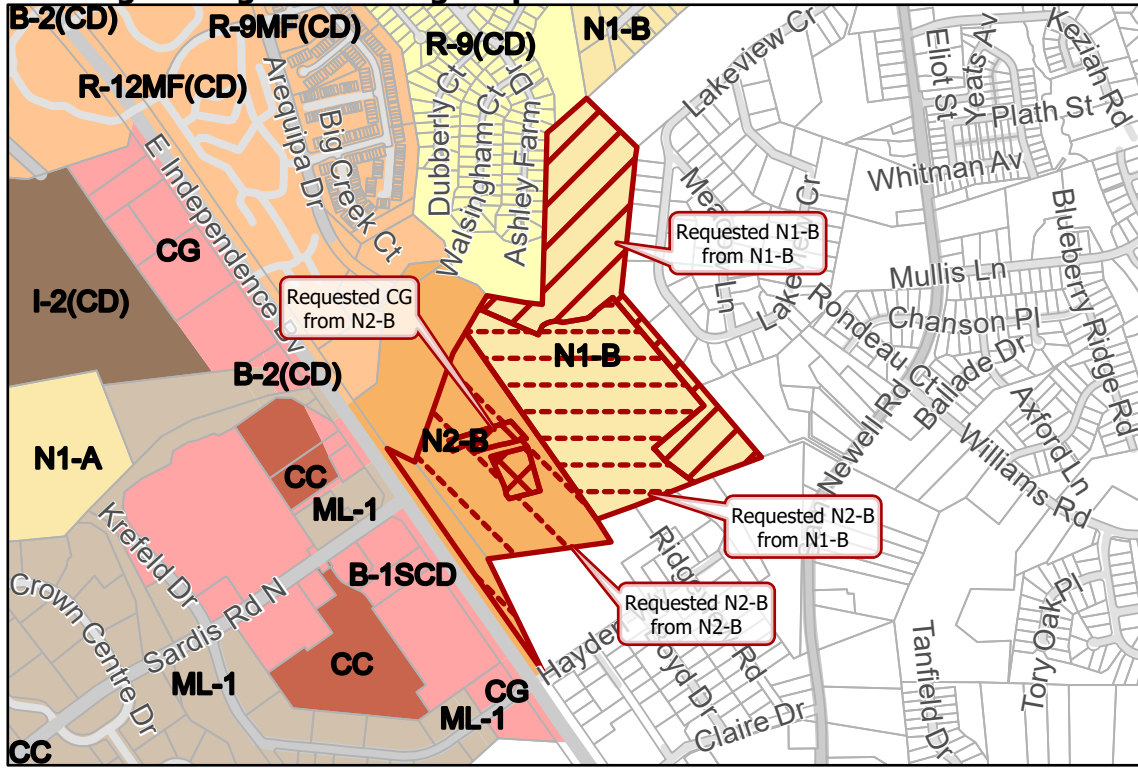 B-2(CD)
R-9MF(CD)
R-9(CD)
N1-B
R-12MF(CD)
Arequipa Dr
Big Creek Ct
Dubberly Ct
Walsingham Ct
Ashley Farm Dr
Lakeview Cr
Eliot St
Yeats Av
Keziah Rd
Plath St
Whitman Av
E Independence Bv
CG
I-2(CD)
Requested N1-B
from N1-B
Mullis Ln
Blueberry Ridge Rd
Requested CG
from N2-B
Rondeau Ct
Chanson Pl
Ballade Dr
N1-B
B-2(CD)
Axford Ln
N1-A
N2-B
CC
ML-1
Newell Rd
Williams Rd
Requested N2-B
from N1-B
Krefeld Dr
Sardis Rd N
B-1SCD
Requested N2-B
from N2-B
Crown Centre Dr
CC
ML-1
CG
ML-1
Claire Dr
Tanfield Dr
Tory Oak Pl
CC